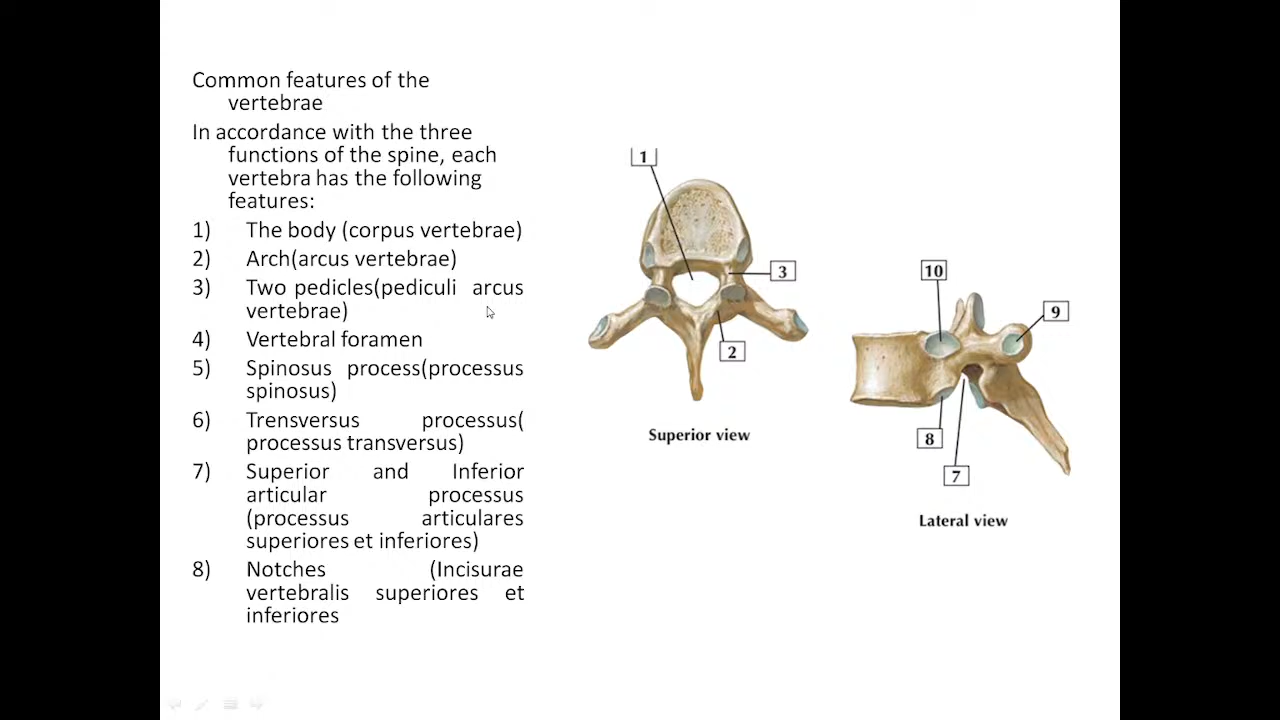 Common features of the
vertebrae
In accordance with the three
functions of the spine, each
vertebra has the following
features:
1) The body (corpus vertebrae)
2) Arch(arcus vertebrae)
3) Two pedicles(pediculi arcus
vertebrae)
4) Vertebral foramen
5) Spinosus process(processus
spinosus)
6) Trensversus processus(
processus transversus)
7) Superior and Inferior
articular processus
(processus articulares
superiores et inferiores)
8) Notches (Incisurae
vertebralis superiores et
inferiores
1
3
2
Superior view
10
9
8
7
Lateral view